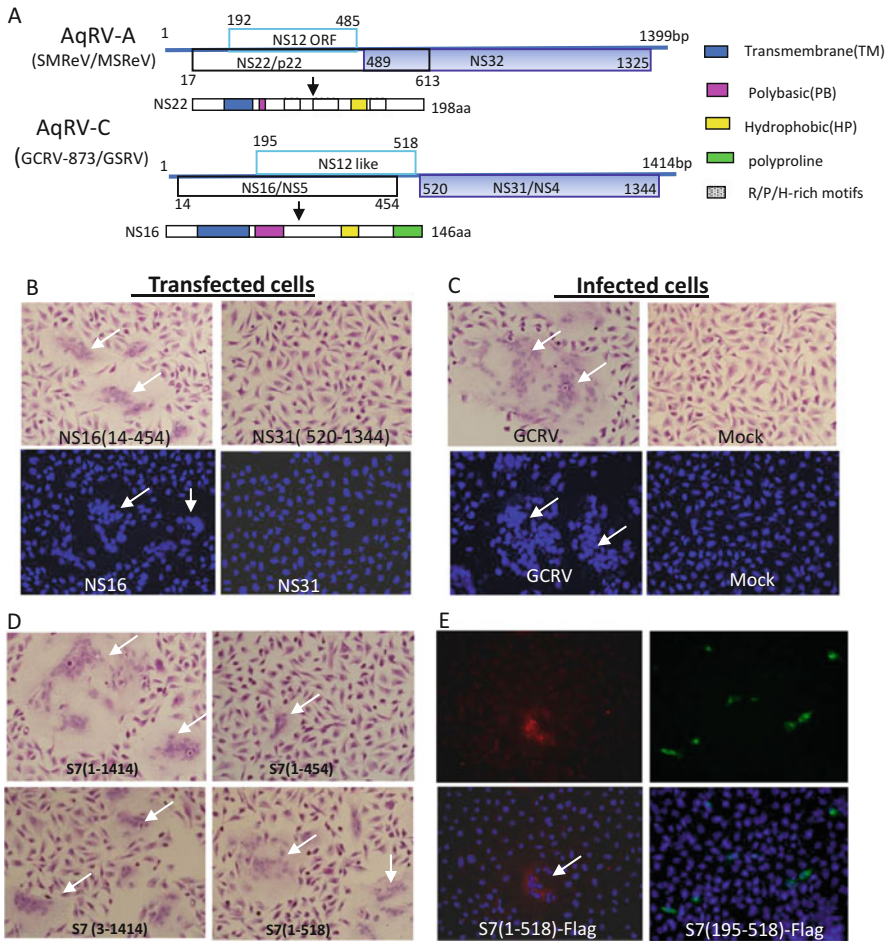 A
AqRV-A
(SMReV/MSReV)
1
192
485
NS12 ORF
1399bp
NS22/p22
489
NS32
1325
17
613
NS22
198aa
AqRV-C
(GCRV-873/GSRV)
1
195
518
NS12 like
1414bp
NS16/NS5
520
NS31/NS4
1344
14
454
NS16
146aa
Transmembrane(TM)
Polybasic(PB)
Hydrophobic(HP)
polyproline
R/P/H-rich motifs
B
Transfected cells
NS16(14-454)
NS31( 520-1344)
NS16
NS31
C
Infected cells
GCRV
Mock
GCRV
Mock
D
S7(1-1414)
S7(1-454)
S7 (3-1414)
S7(1-518)
E
S7(1-518)-Flag
S7(195-518)-Flag